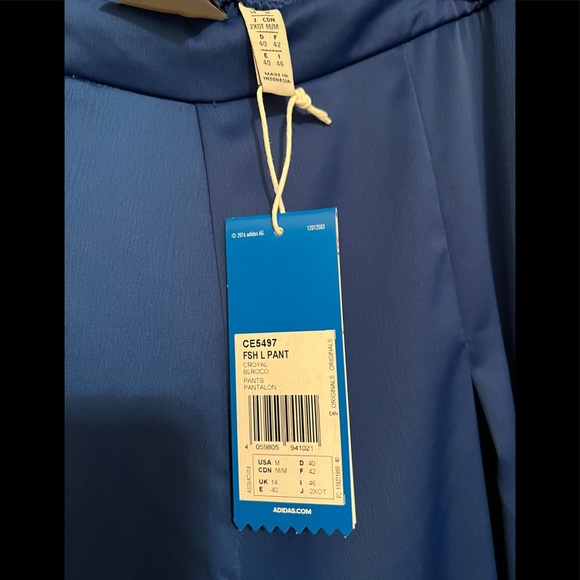 14 M
J CDN
2XOT M/M
D F
40 42
E I
40 46
MADE IN
INDONESIA
© 2016 adidas AG. 12012503
CE5497
FSH L PANT
CROYAL
BLROCO
PANTS
PANTALON
ORIGINALS ORIGINALS
EAN
4 059805 941021
USA M D 40
CDN M/M F 42
UK 14 I 46
E 40 J 2XOT
ADIDAS.COM